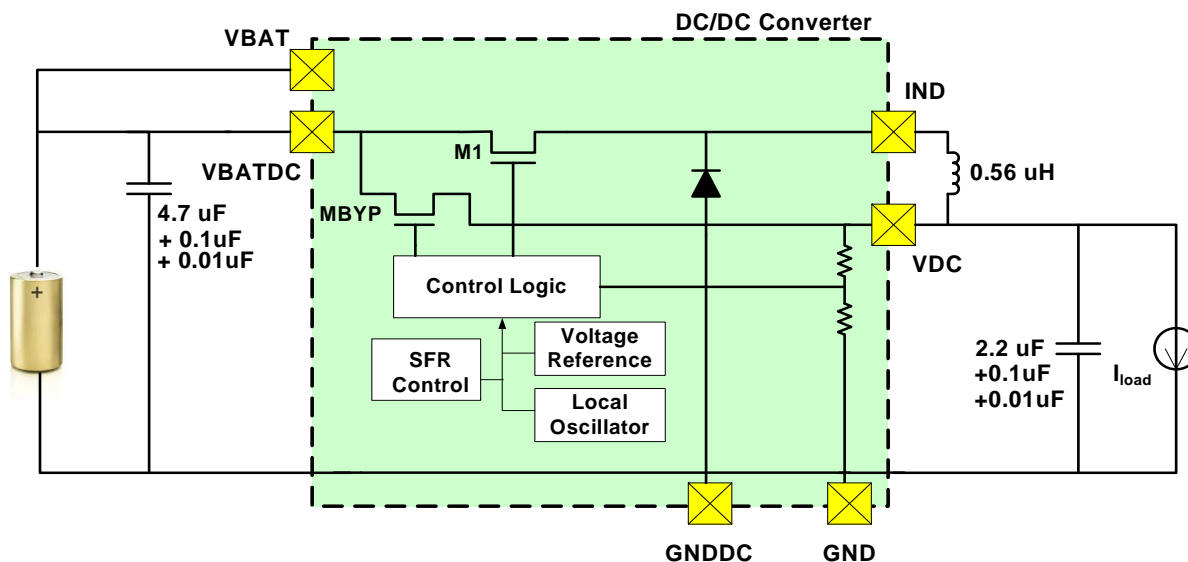 DC/DC Converter
VBAT
IND
VBATDC
M1
0.56 uH
4.7 uF
+ 0.1uF
+ 0.01uF
MBYP
VDC
+
Control Logic
Voltage
Reference
SFR
Control
Local
Oscillator
2.2 uF
+0.1uF
+0.01uF
Iload
GNDDC
GND